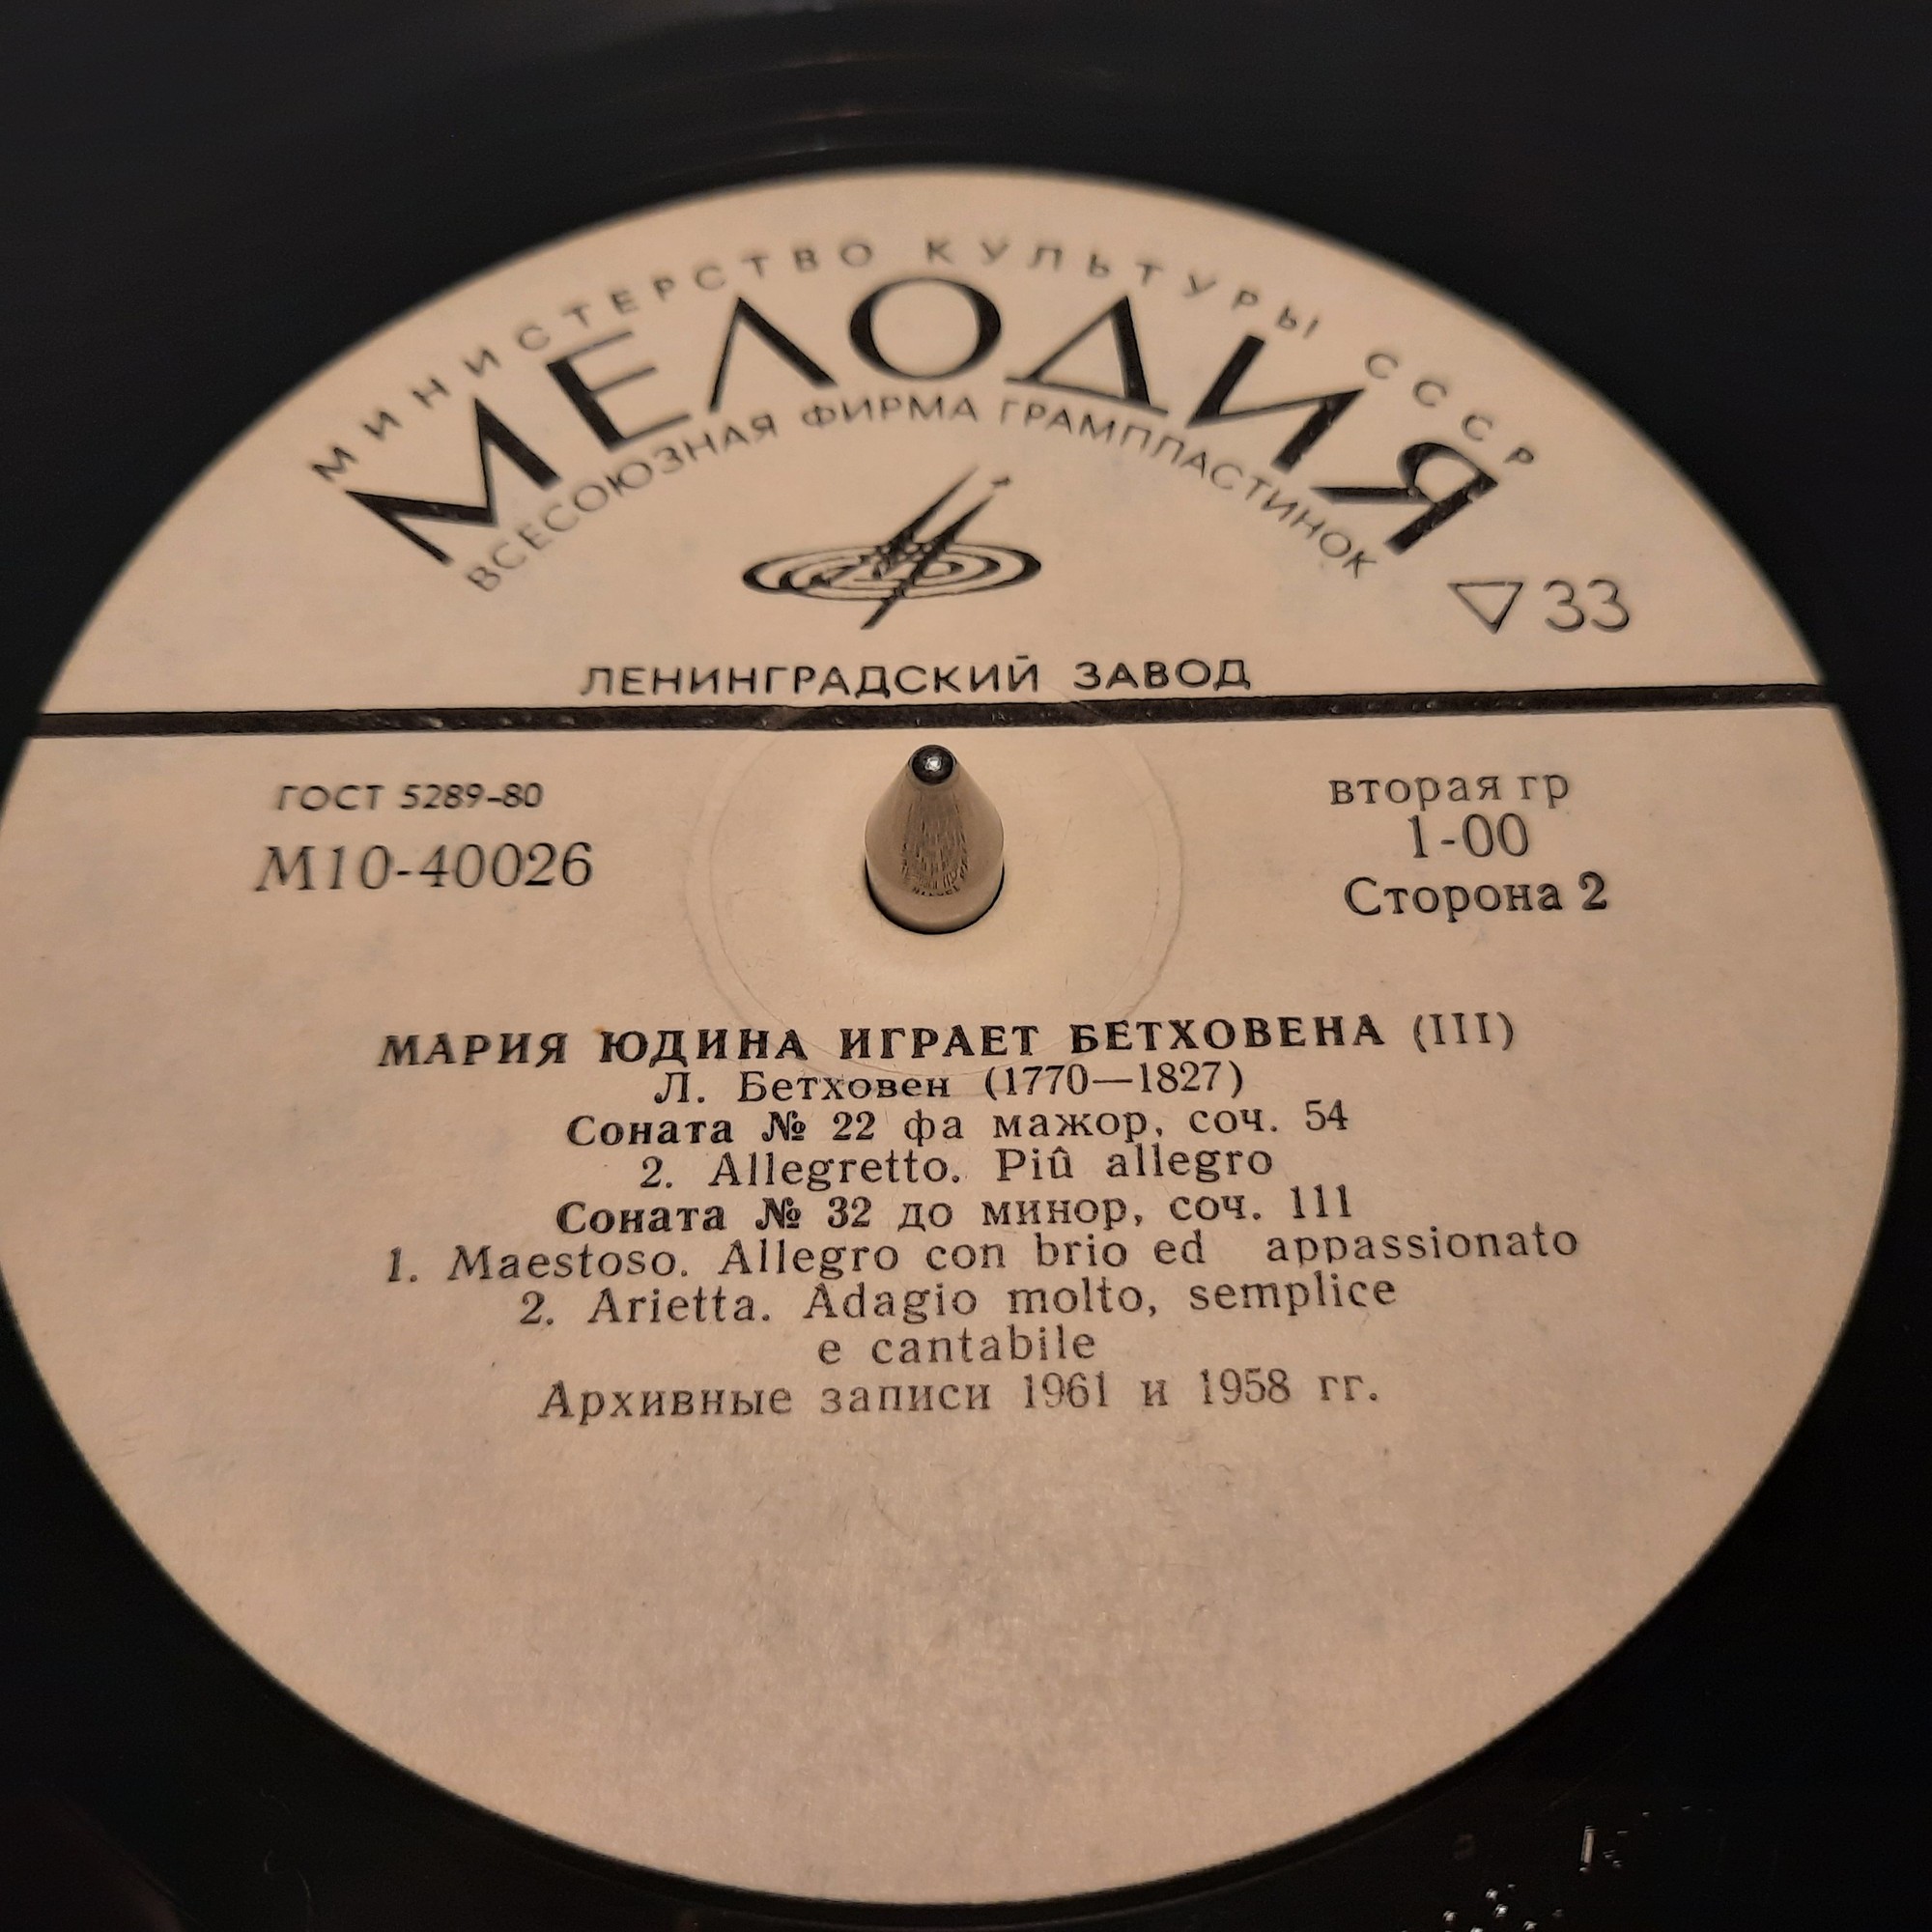 МИНИСТЕРСТВО КУЛЬТУРЫ СССР
МЕЛОДИЯ
ВСЕСОЮЗНАЯ ФИРМА ГРАМПЛАСТИНОК
33
ЛЕНИНГРАДСКИЙ ЗАВОД
ГОСТ 5289-80
М10-40026
вторая гр
1-00
Сторона 2
МАРИЯ ЮДИНА ИГРАЕТ БЕТХОВЕНА (III)
Л. Бетховен (1770—1827)
Соната № 22 фа мажор, соч. 54
2. Allegretto. Piû allegro
Соната № 32 до минор, соч. 111
1. Maestoso. Allegro con brio ed appassionato
2. Arietta. Adagio molto, semplice
e cantabile
Архивные записи 1961 и 1958 гг.